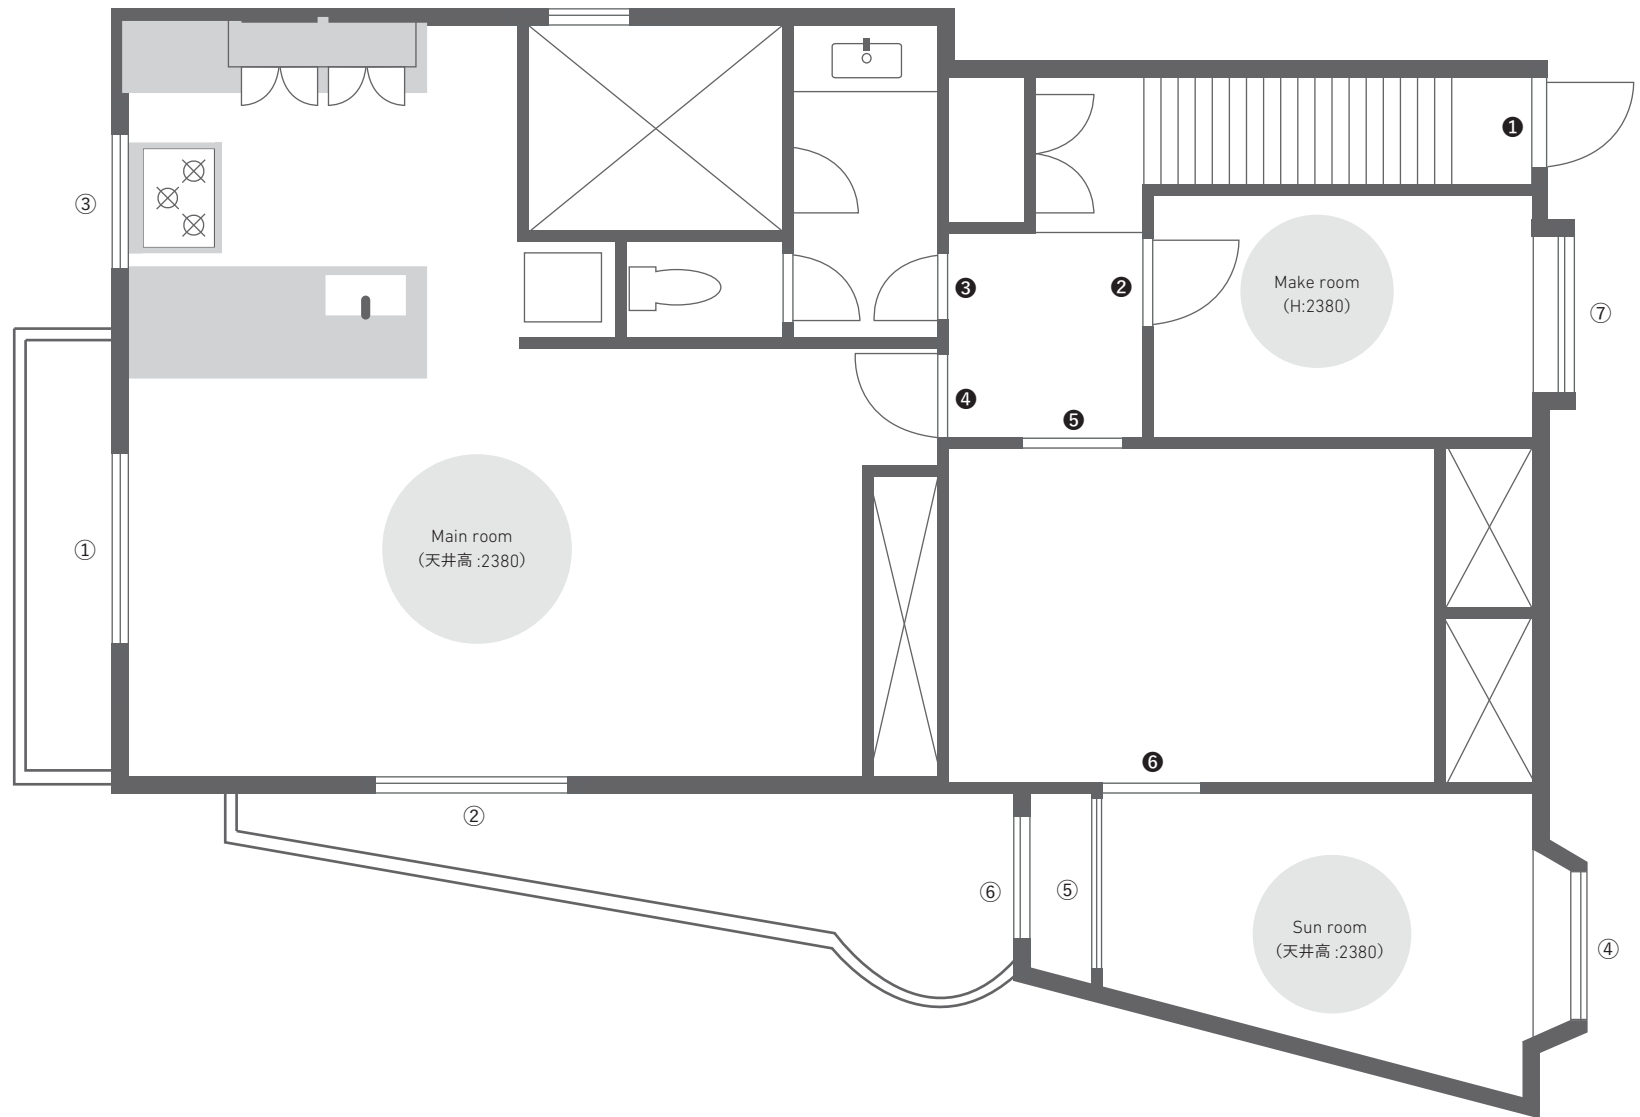 ❶
③
❸
❷
Make room
(H:2380)
⑦
❹
❺
①
Main room
（天井高 :2380）
❻
②
⑥
⑤
Sun room
（天井高 :2380）
④